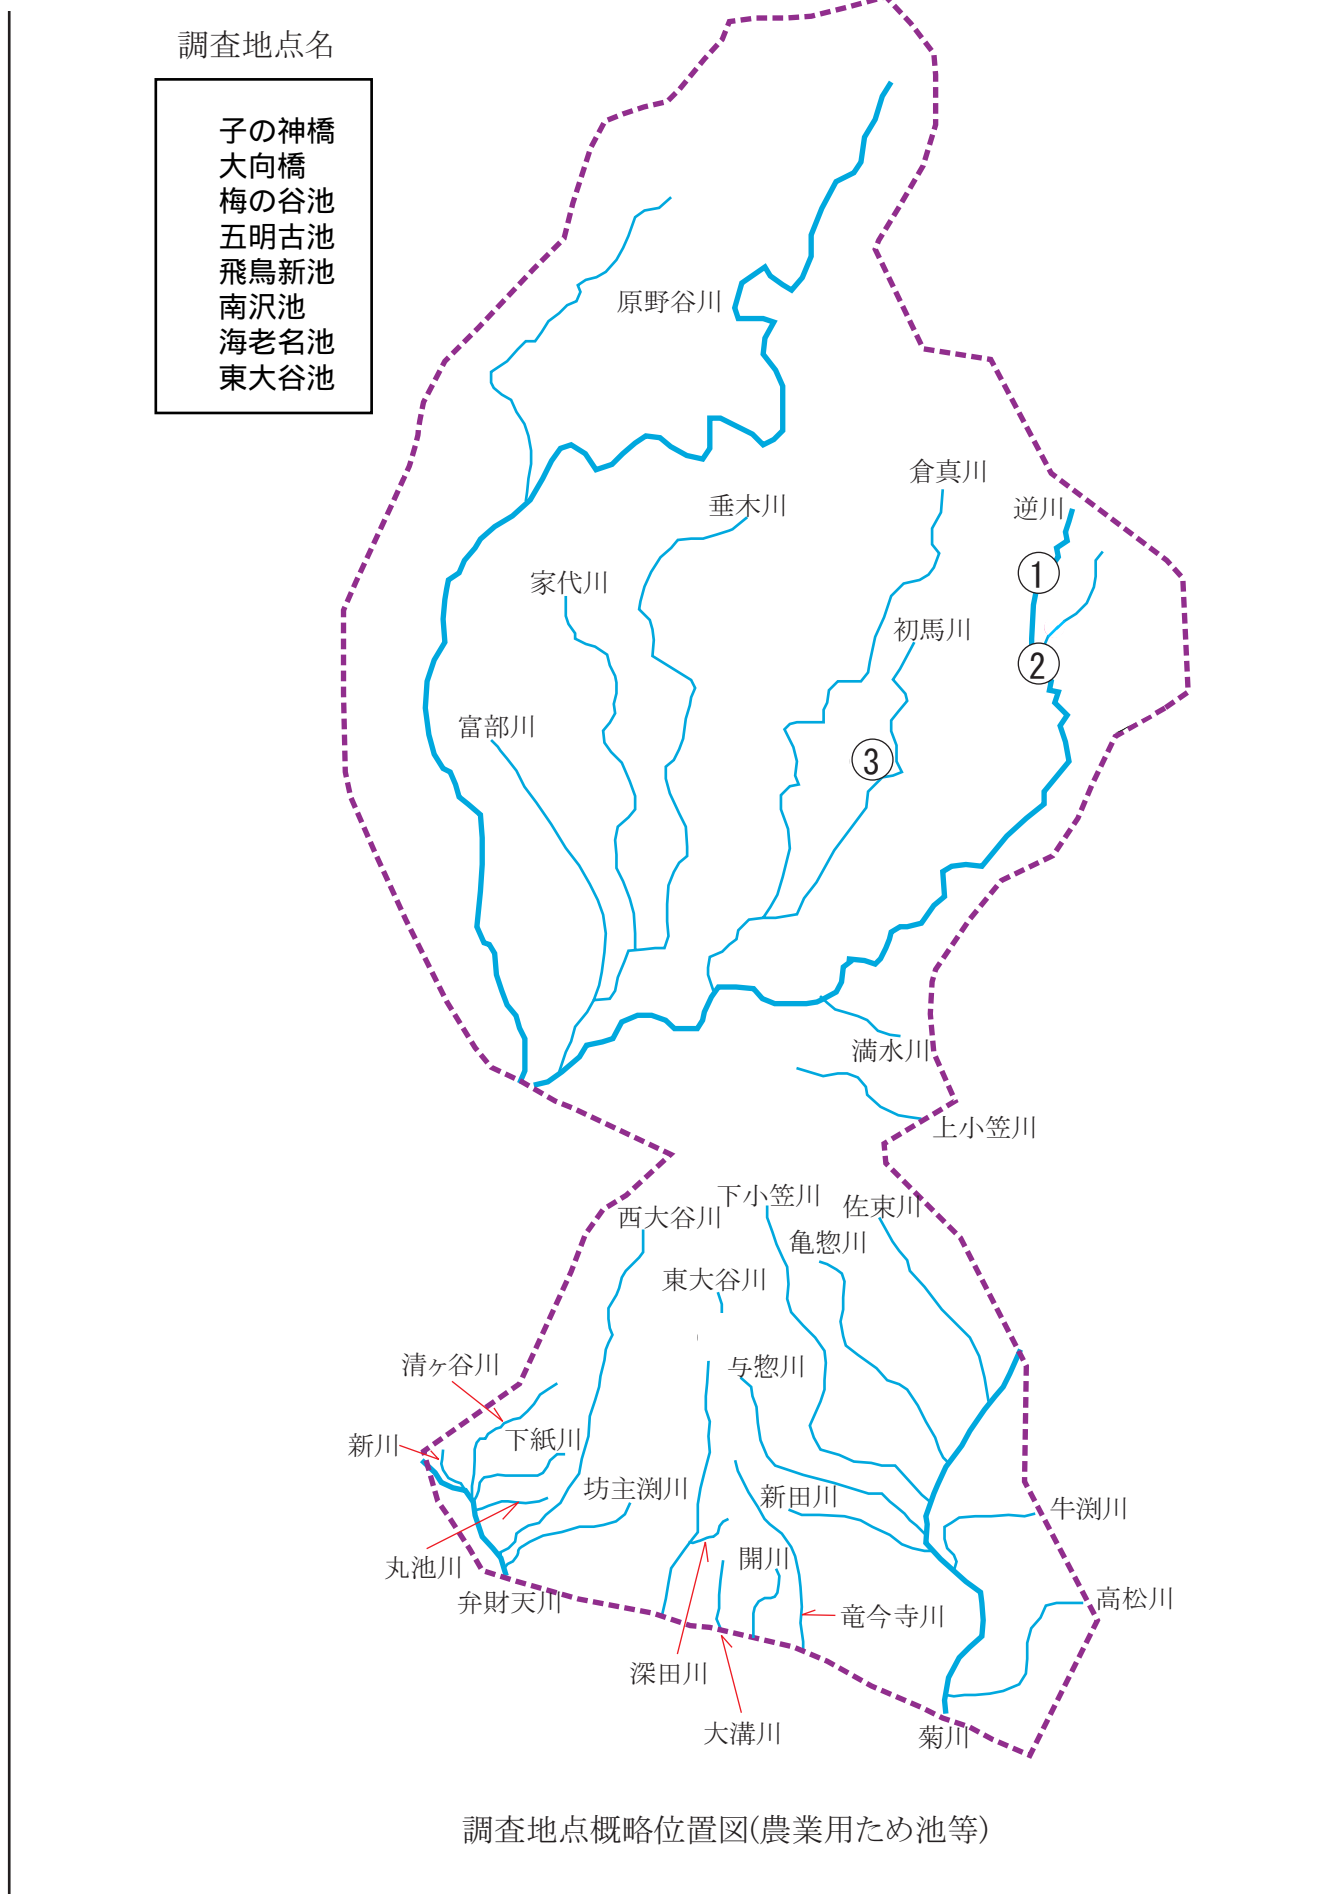 調査地点名
子の神橋
大向橋
梅の谷池
五明古池
飛鳥新池
南沢池
海老名池
東大谷池
原野谷川
倉真川
垂木川
逆川
①
家代川
初馬川
②
富部川
③
満水川
上小笠川
下小笠川
佐束川
西大谷川
亀惣川
東大谷川
清ヶ谷川
与惣川
下紙川
新川
坊主渕川
新田川
牛渕川
開川
丸池川
弁財天川
高松川
竜今寺川
深田川
大溝川
菊川
調査地点概略位置図(農業用ため池等)